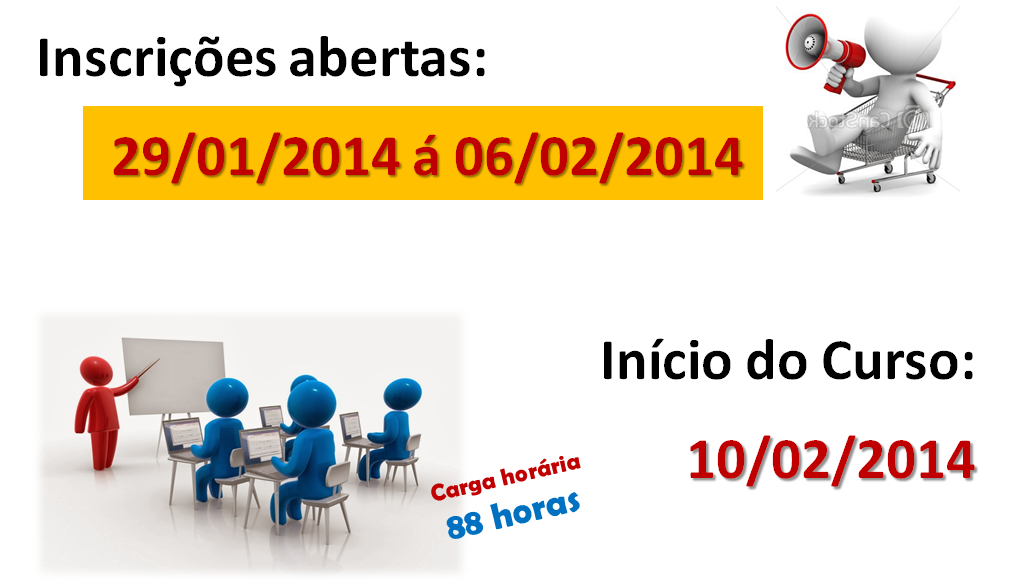 Inscrições abertas:
29/01/2014 á 06/02/2014
Início do Curso:
10/02/2014
Carga horária
88 horas